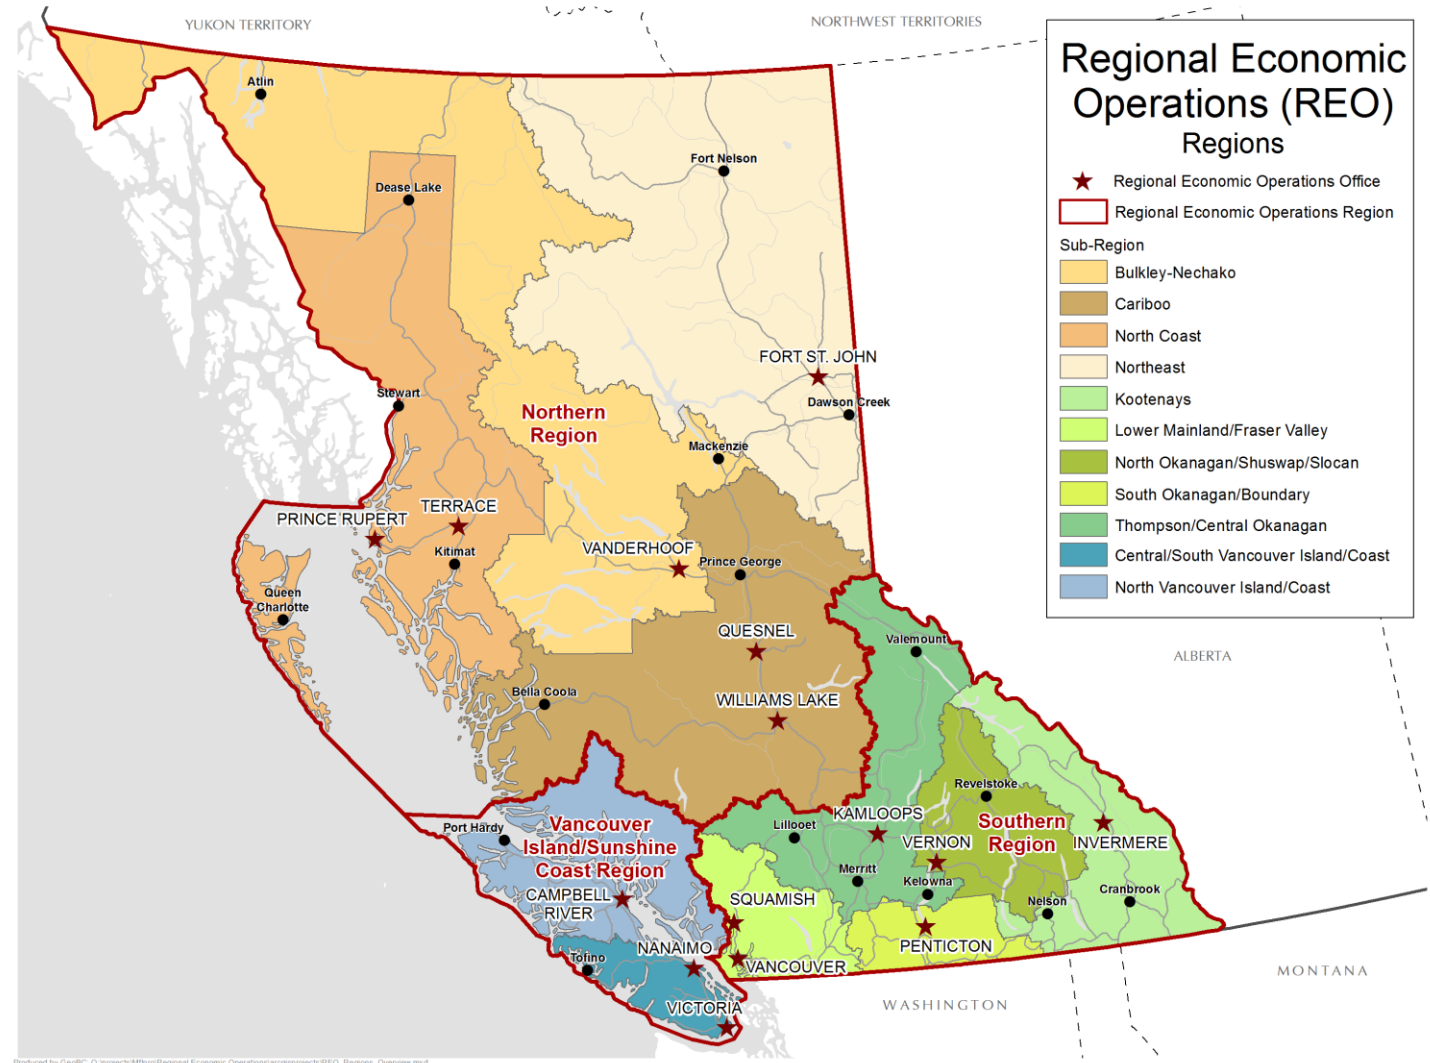 YUKON TERRITORY
NORTHWEST TERRITORIES
Regional Economic
Operations (REO)
Regions
Regional Economic Operations Office
Regional Economic Operations Region
Sub-Region
Bulkley-Nechako
Cariboo
North Coast
Northeast
Kootenays
Lower Mainland/Fraser Valley
North Okanagan/Shuswap/Slocan
South Okanagan/Boundary
Thompson/Central Okanagan
Central/South Vancouver Island/Coast
North Vancouver Island/Coast
Atlin
Fort Nelson
Dease Lake
FORT ST. JOHN
Stewart
Dawson Creek
Northern
Region
Mackenzie
TERRACE
PRINCE RUPERT
Kitimat
VANDERHOOF
Prince George
Queen
Charlotte
QUESNEL
Valemount
ALBERTA
Bella Coola
WILLIAMS LAKE
Revelstoke
Port Hardy
Vancouver
Island/Sunshine
Coast Region
Lillooet
KAMLOOPS
Southern
Region
VERNON
INVERMERE
Merritt
Kelowna
Cranbrook
CAMPBELL
RIVER
SQUAMISH
Nelson
NANAIMO
PENTICTON
Tofino
VANCOUVER
MONTANA
VICTORIA
WASHINGTON